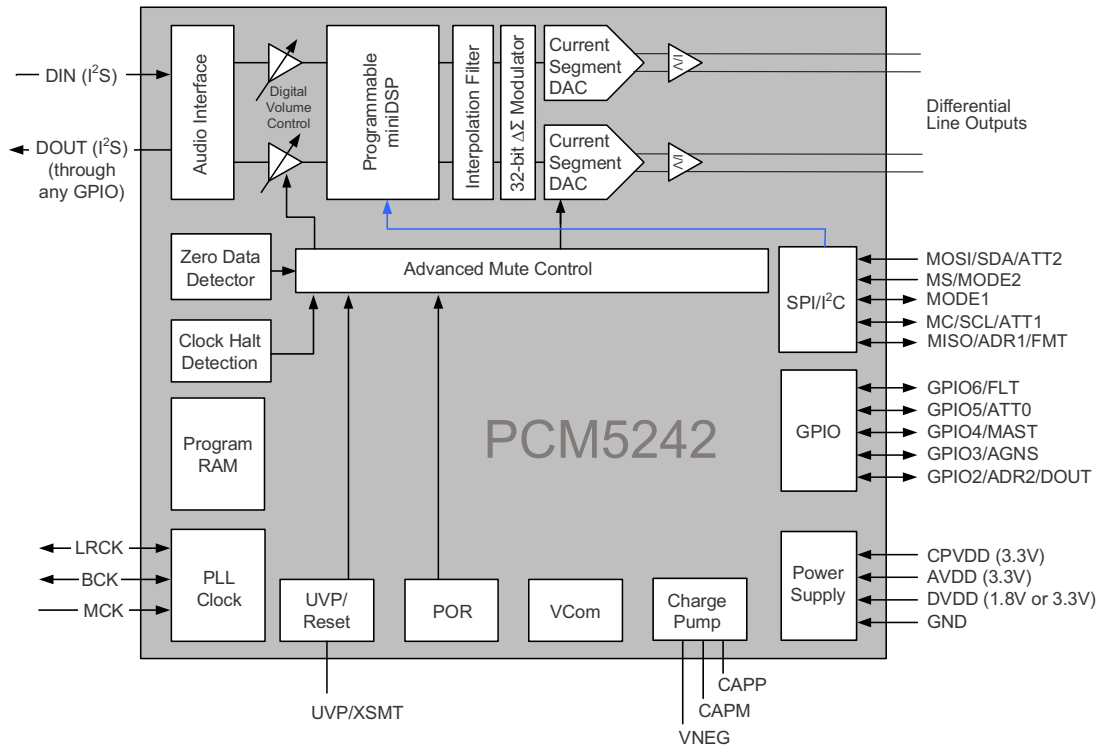 DIN (I²S)
DOUT (I²S)
(through
any GPIO)
Audio Interface
Digital
Volume
Control
Programmable
miniDSP
Interpolation Filter
32-bit ΔΣ Modulator
Current
Segment
DAC
Current
Segment
DAC
I/V
I/V
Differential
Line Outputs
Zero Data
Detector
Advanced Mute Control
Clock Halt
Detection
SPI/I²C
MOSI/SDA/ATT2
MS/MODE2
MODE1
MC/SCL/ATT1
MISO/ADR1/FMT
Program
RAM
PCM5242
GPIO
GPIO6/FLT
GPIO5/ATT0
GPIO4/MAST
GPIO3/AGNS
GPIO2/ADR2/DOUT
LRCK
BCK
MCK
PLL
Clock
UVP/
Reset
POR
VCom
Charge
Pump
Power
Supply
CPVDD (3.3V)
AVDD (3.3V)
DVDD (1.8V or 3.3V)
GND
UVP/XSMT
CAPP
CAPM
VNEG